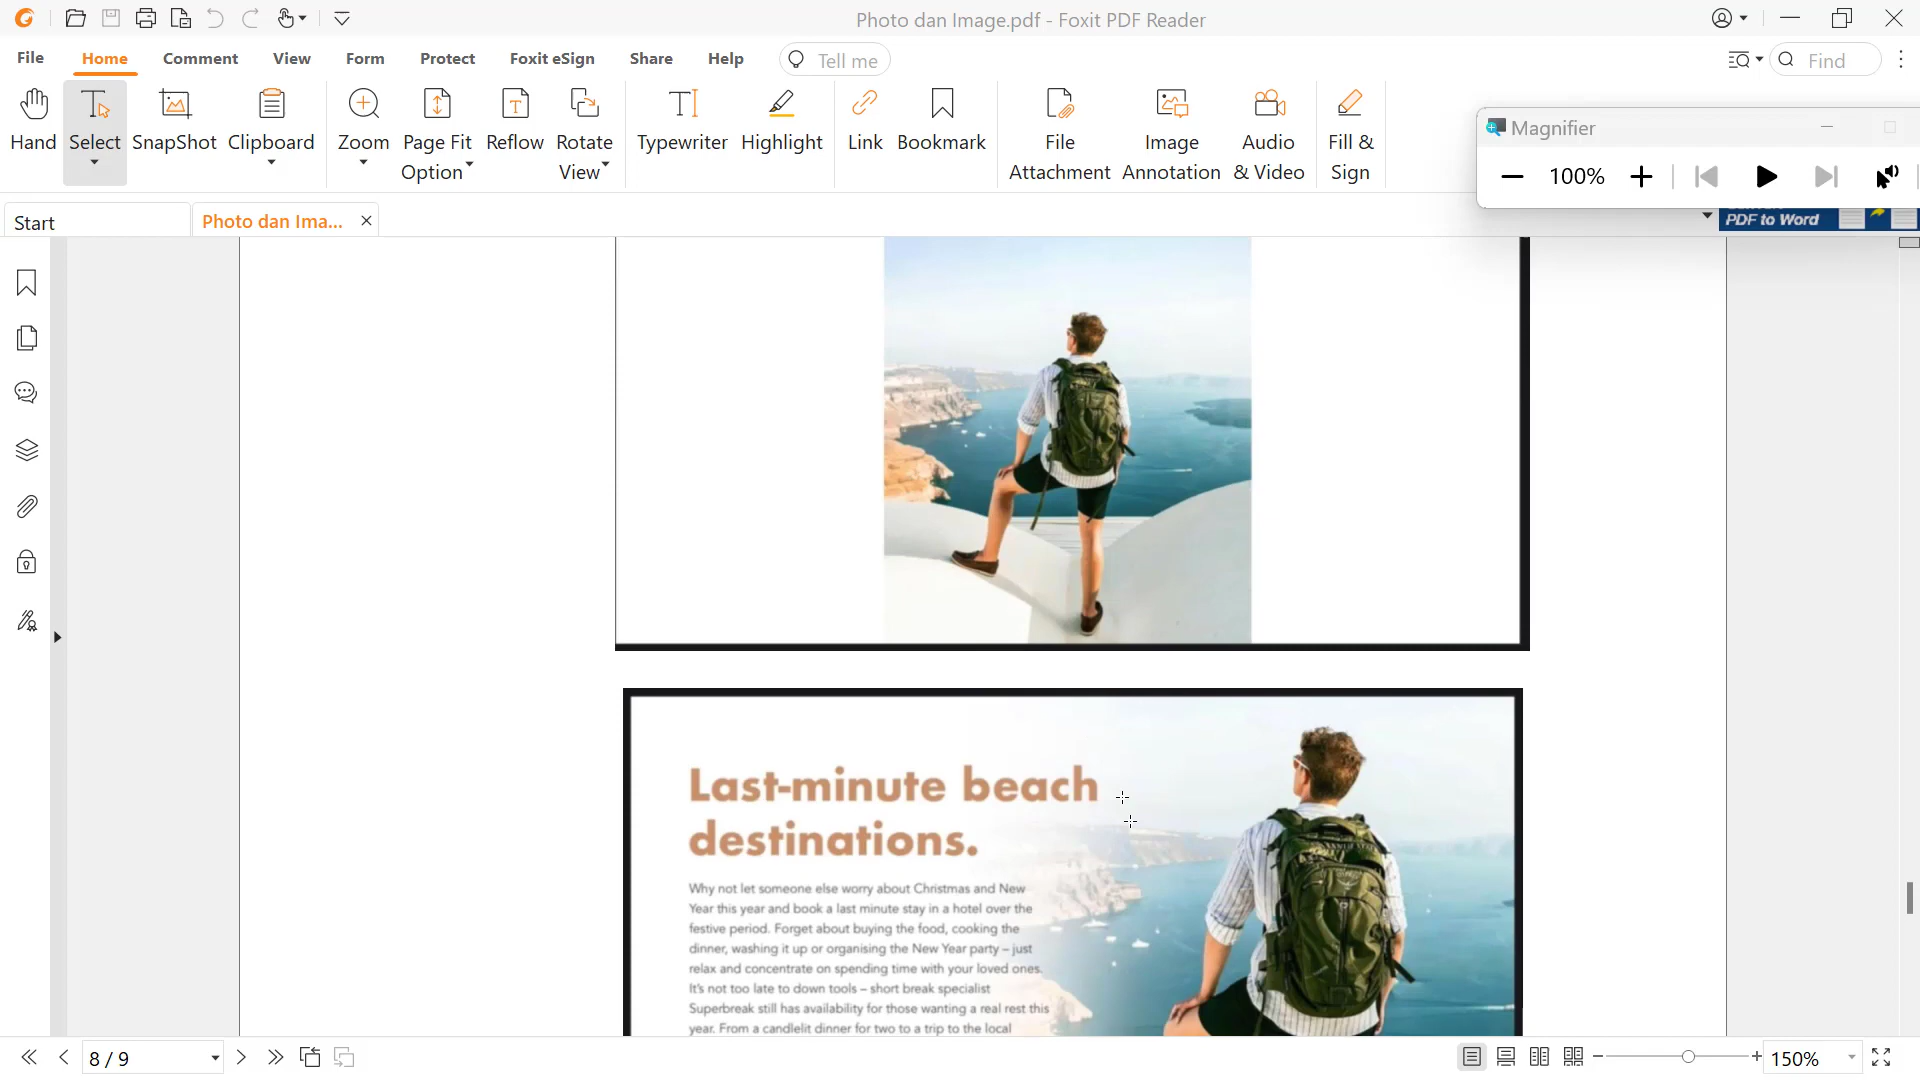 Photo dan Image.pdf - Foxit PDF Reader
File Home Comment View Form Protect Foxit eSign Share Help Tell me Find
Hand Select SnapShot Clipboard Zoom Page Fit Option Reflow Rotate View Typewriter Highlight Link Bookmark File Attachment Image Annotation Audio & Video Fill & Sign
Magnifier
100%
Start Photo dan Ima...
PDF to Word
Last-minute beach
destinations.
Why not let someone else worry about Christmas and New
Year this year and book a last minute stay in a hotel over the
festive period. Forget about buying the food, cooking the
dinner, washing it up or organising the New Year party – just
relax and concentrate on spending time with your loved ones.
It's not too late to down tools – short break specialist
Superbreak still has availability for those wanting a real rest this
year. From a candlelit dinner for two to a trip to the local
8 / 9
150%